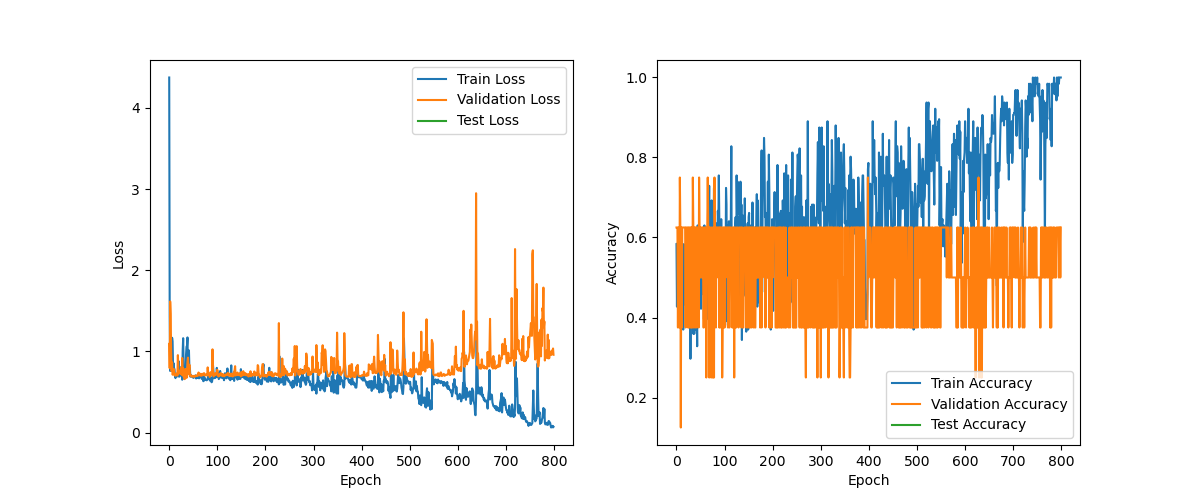 Train Loss
Validation Loss
Test Loss
4
3
2
1
0
Loss
0 100 200 300 400 500 600 700 800
Epoch
1.0
0.8
0.6
0.4
0.2
Accuracy
Train Accuracy
Validation Accuracy
Test Accuracy
0 100 200 300 400 500 600 700 800
Epoch